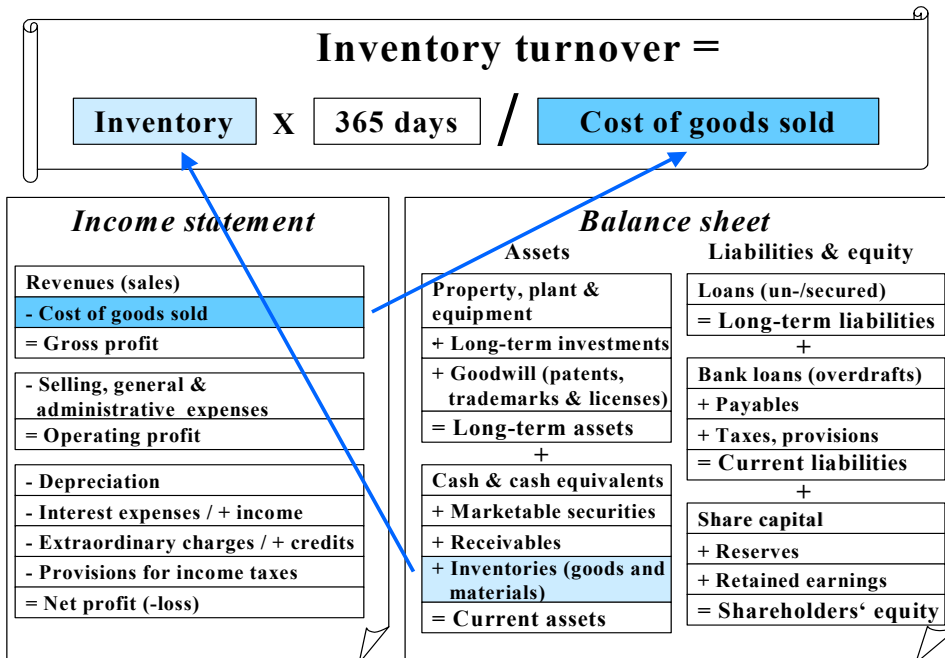 Inventory turnover =
Inventory X 365 days / Cost of goods sold
Income statement
Revenues (sales)
- Cost of goods sold
= Gross profit
- Selling, general &
administrative expenses
= Operating profit
- Depreciation
- Interest expenses / + income
- Extraordinary charges / + credits
- Provisions for income taxes
= Net profit (-loss)
Balance sheet
Assets
Property, plant &
equipment
+ Long-term investments
+ Goodwill (patents,
trademarks & licenses)
= Long-term assets
+
Cash & cash equivalents
+ Marketable securities
+ Receivables
+ Inventories (goods and
materials)
= Current assets
Liabilities & equity
Loans (un-/secured)
= Long-term liabilities
+
Bank loans (overdrafts)
+ Payables
+ Taxes, provisions
= Current liabilities
+
Share capital
+ Reserves
+ Retained earnings
= Shareholders‘ equity